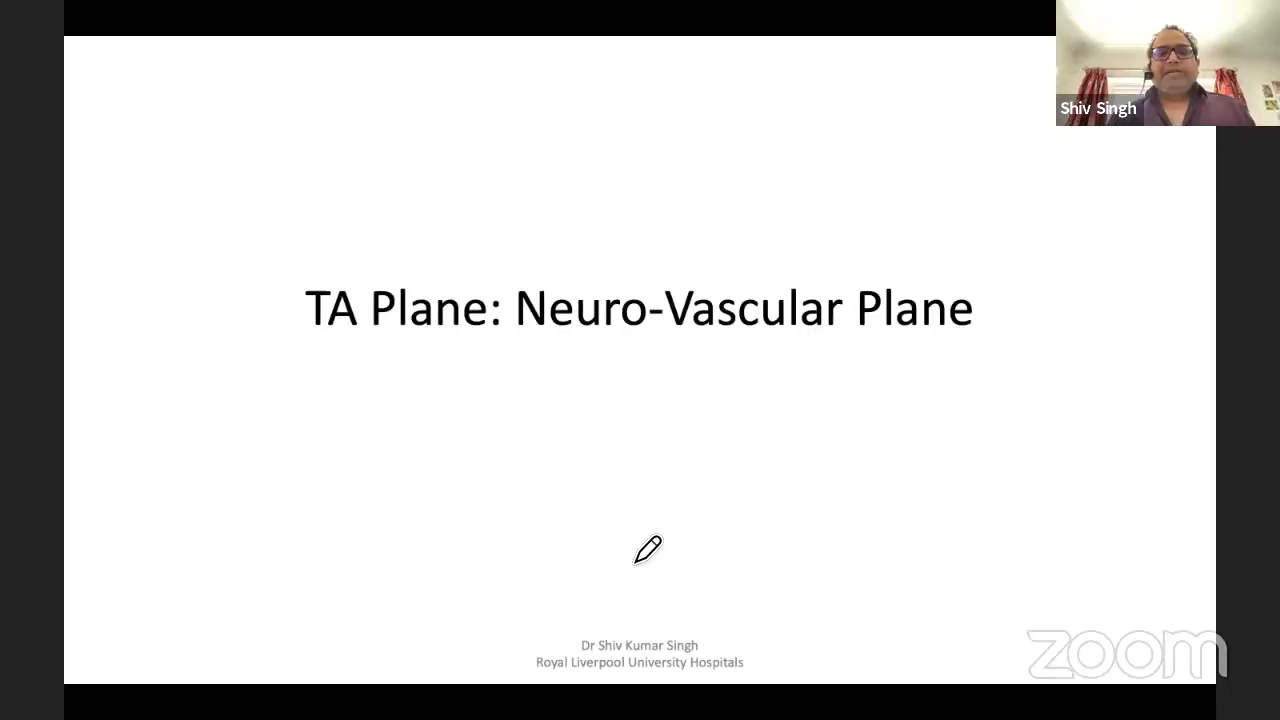 Shiv Singh
TA Plane: Neuro-Vascular Plane
Dr Shiv Kumar Singh
Royal Liverpool University Hospitals
zoom